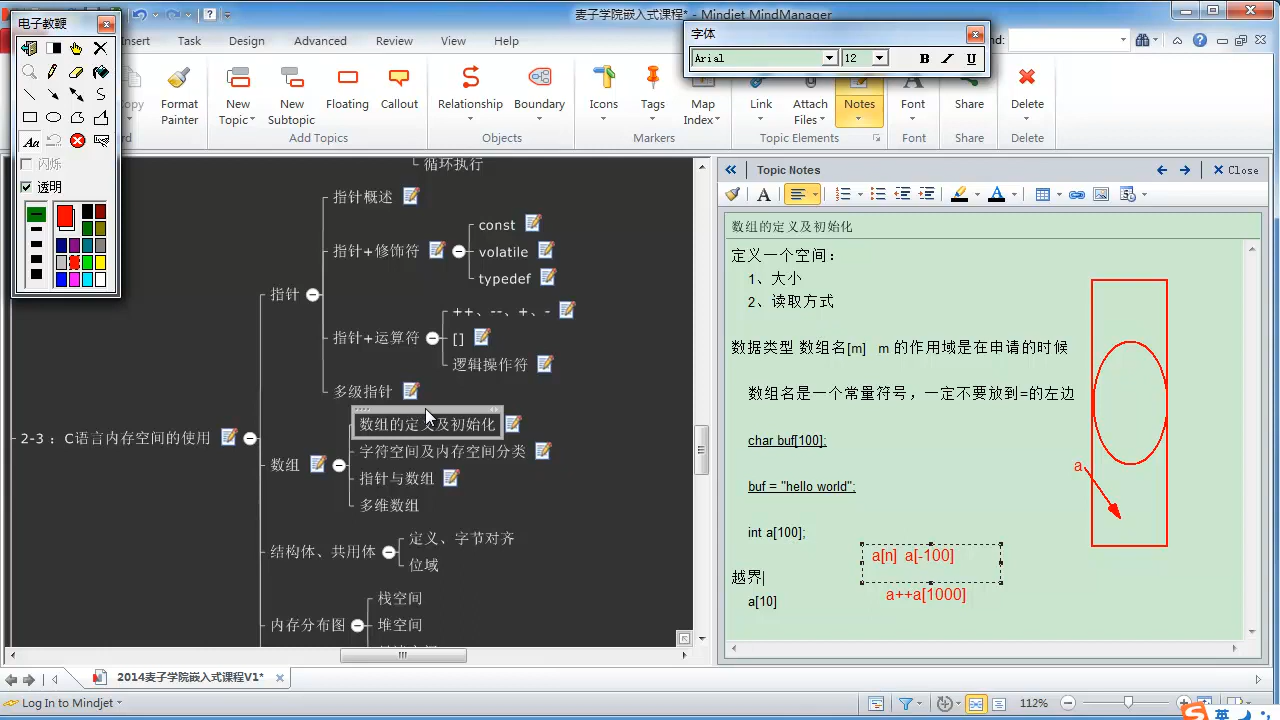 麦子学院嵌入式课程* - Mindjet MindManager
电子教鞭
字体
Arial
12
B
I
U
Insert
Task
Design
Advanced
Review
View
Help
Format Painter
New Topic
New Subtopic
Floating
Callout
Relationship
Boundary
Icons
Tags
Map Index
Link
Attach Files
Notes
Font
Share
Delete
Add Topics
Objects
Markers
Topic Elements
Font
Share
Delete
Aa
闪烁
透明
循环执行
指针概述
指针+修饰符
const
volatile
typedef
指针
指针+运算符
++、--、+、-
[]
逻辑操作符
多级指针
2-3 : C语言内存空间的使用
数组
数组的定义及初始化
字符空间及内存空间分类
指针与数组
多维数组
结构体、共用体
定义、字节对齐
位域
内存分布图
栈空间
堆空间
Topic Notes
Close
数组的定义及初始化
定义一个空间：
1、大小
2、读取方式
数据类型 数组名[m] m 的作用域是在申请的时候
数组名是一个常量符号，一定不要放到=的左边
char buf[100];
buf = "hello world";
int a[100];
越界
a[10]
a[n] a[-100]
a++a[1000]
a
2014麦子学院嵌入式课程V1*
Log In to Mindjet
112%
英